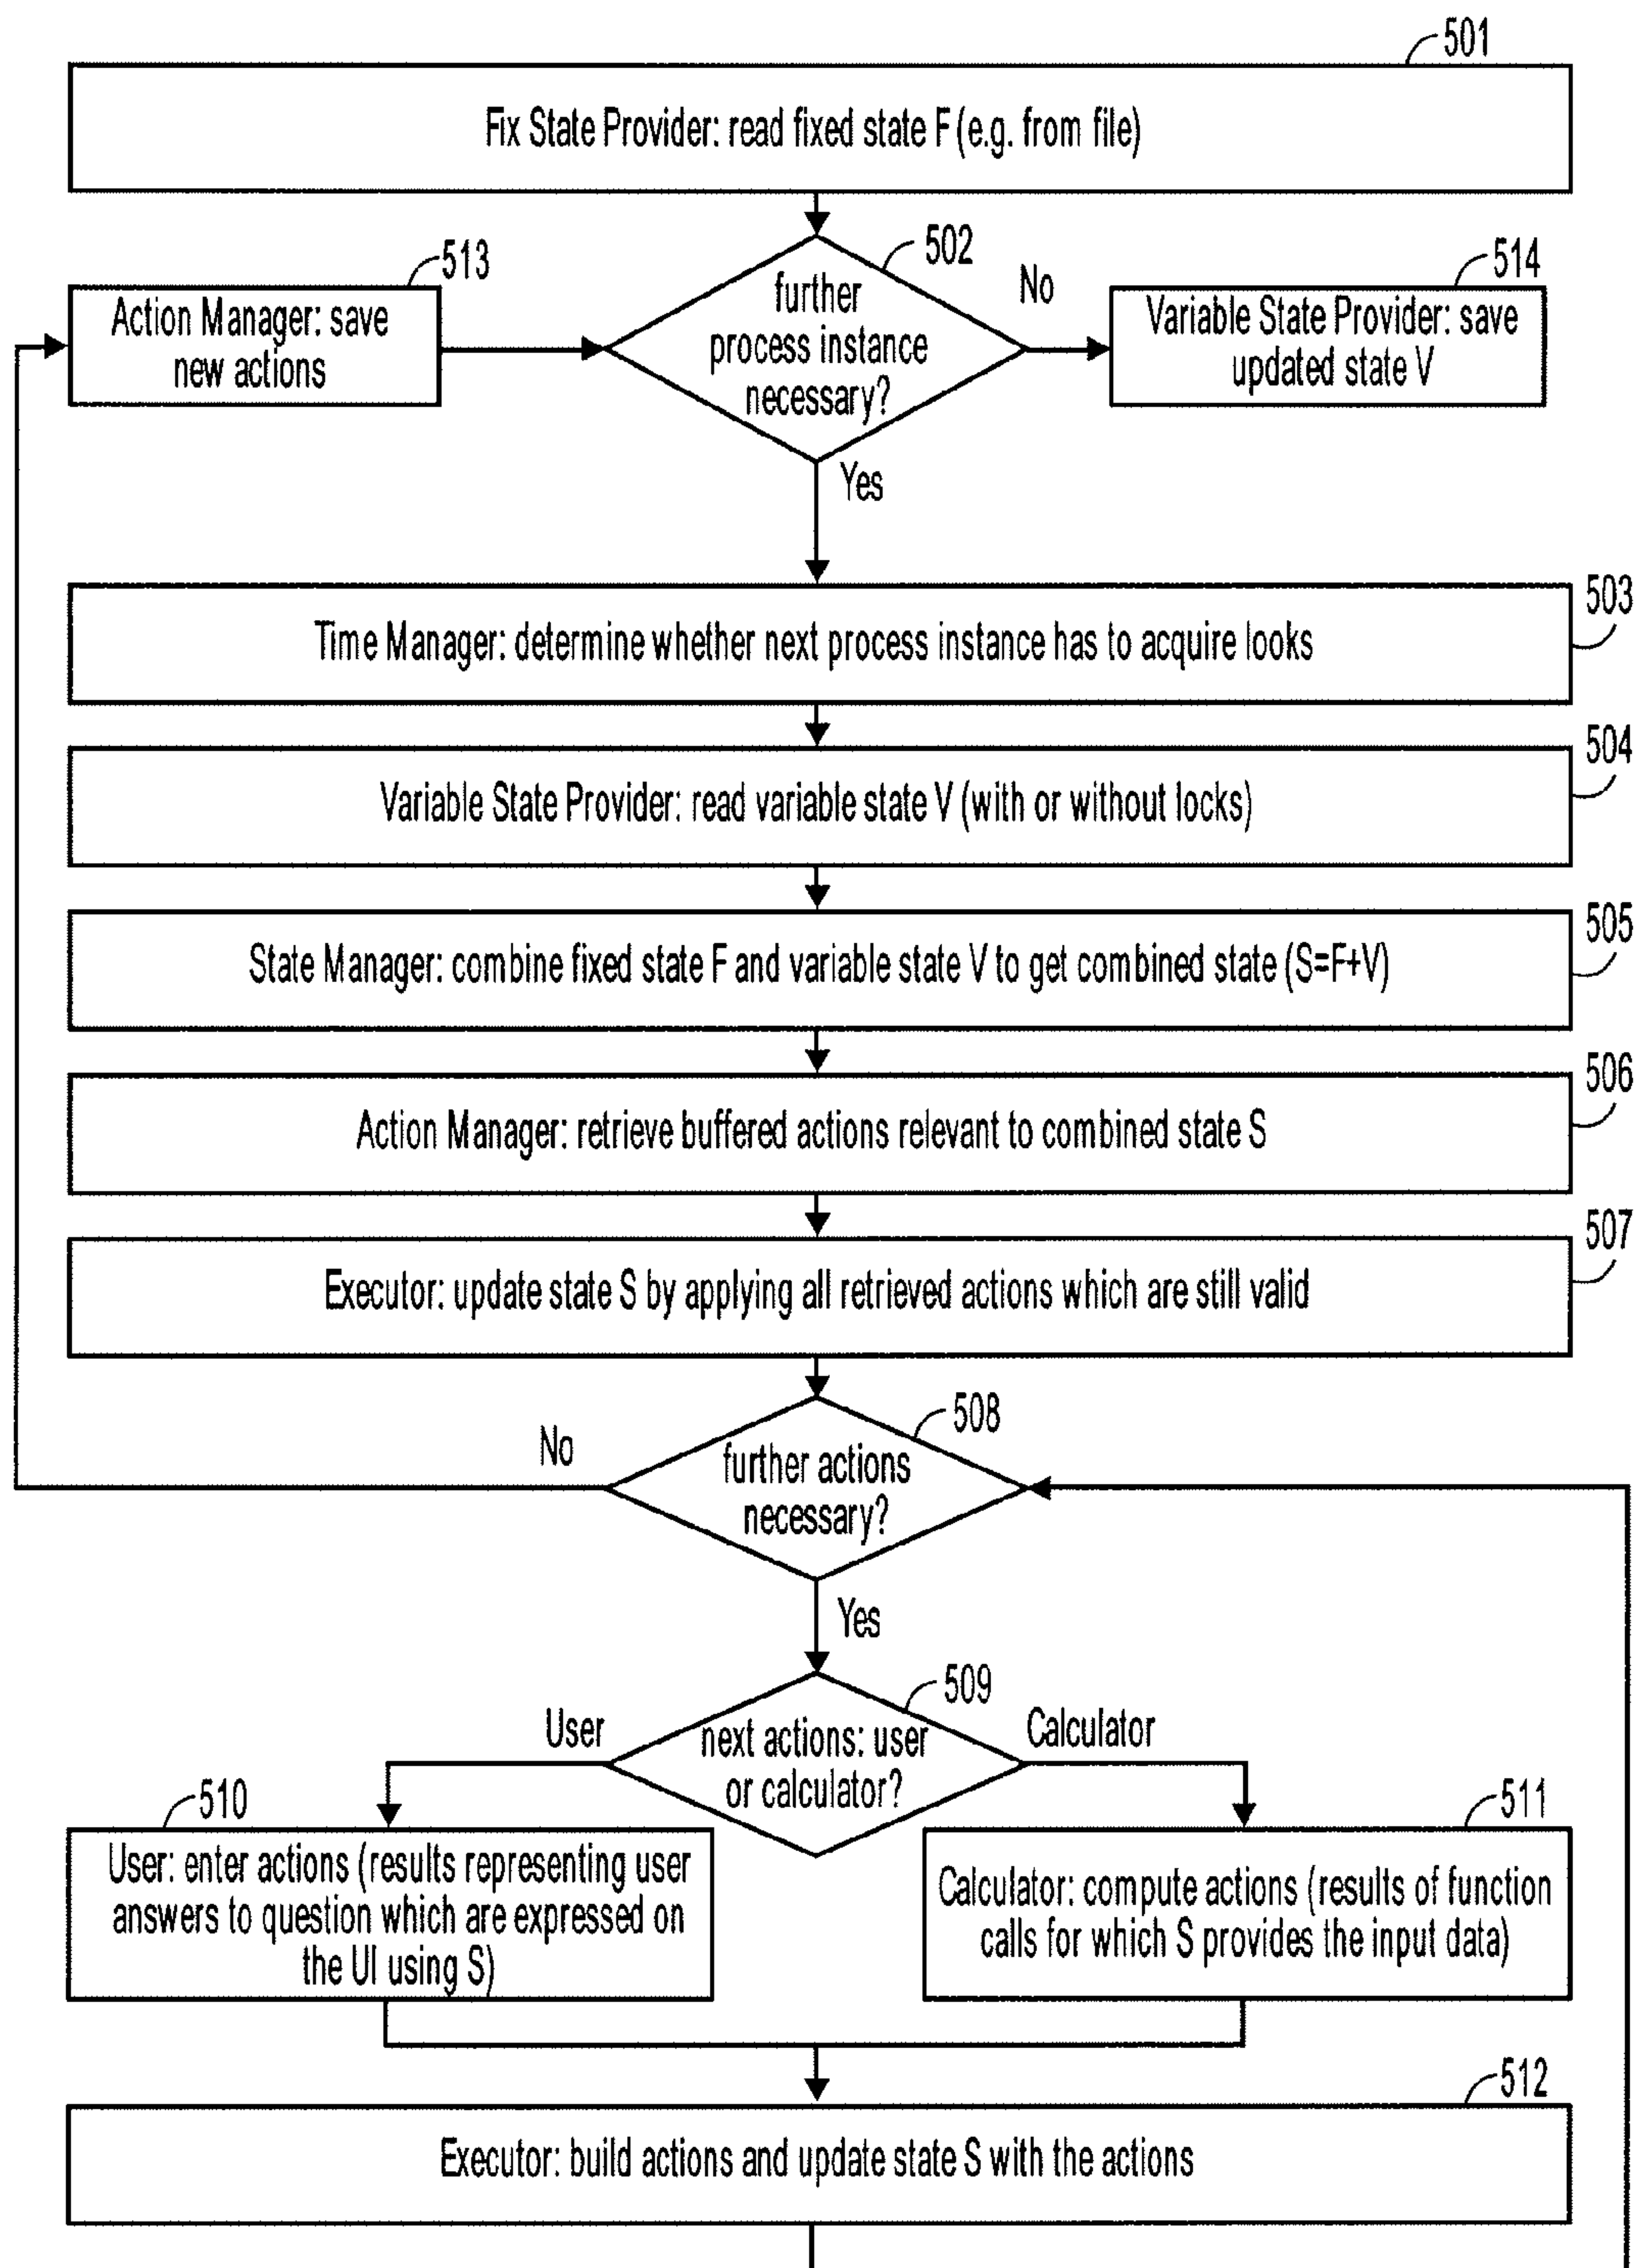 501
Fix State Provider: read fixed state F (e.g. from file)
502
further
process instance
necessary?
No
Yes
513
Action Manager: save
new actions
514
Variable State Provider: save
updated state V
503
Time Manager: determine whether next process instance has to acquire looks
504
Variable State Provider: read variable state V (with or without locks)
505
State Manager: combine fixed state F and variable state V to get combined state (S=F+V)
506
Action Manager: retrieve buffered actions relevant to combined state S
507
Executor: update state S by applying all retrieved actions which are still valid
508
further actions
necessary?
No
Yes
509
next actions: user
or calculator?
User
Calculator
510
User: enter actions (results representing user
answers to question which are expressed on
the UI using S)
511
Calculator: compute actions (results of function
calls for which S provides the input data)
512
Executor: build actions and update state S with the actions